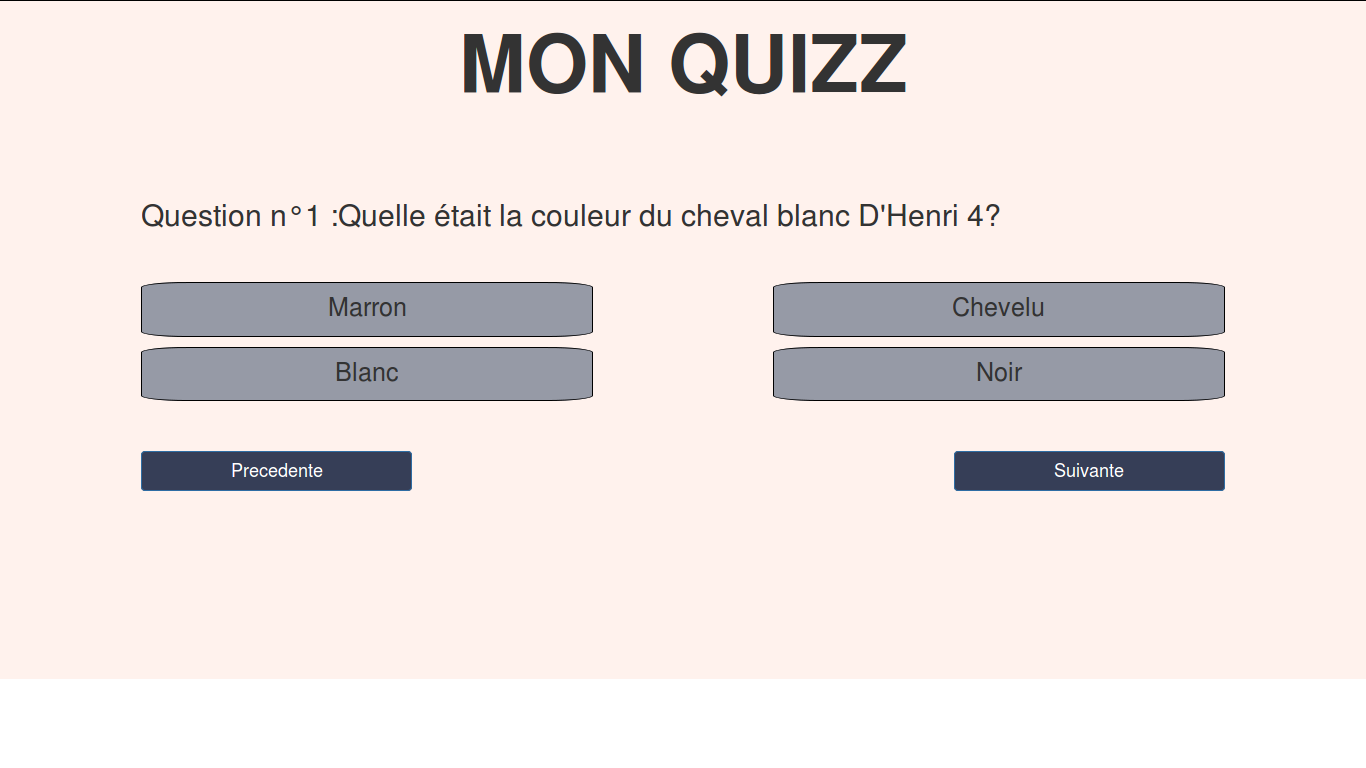 MON QUIZZ
Question n°1 :Quelle était la couleur du cheval blanc D'Henri 4?
Marron
Chevelu
Blanc
Noir
Precedente
Suivante